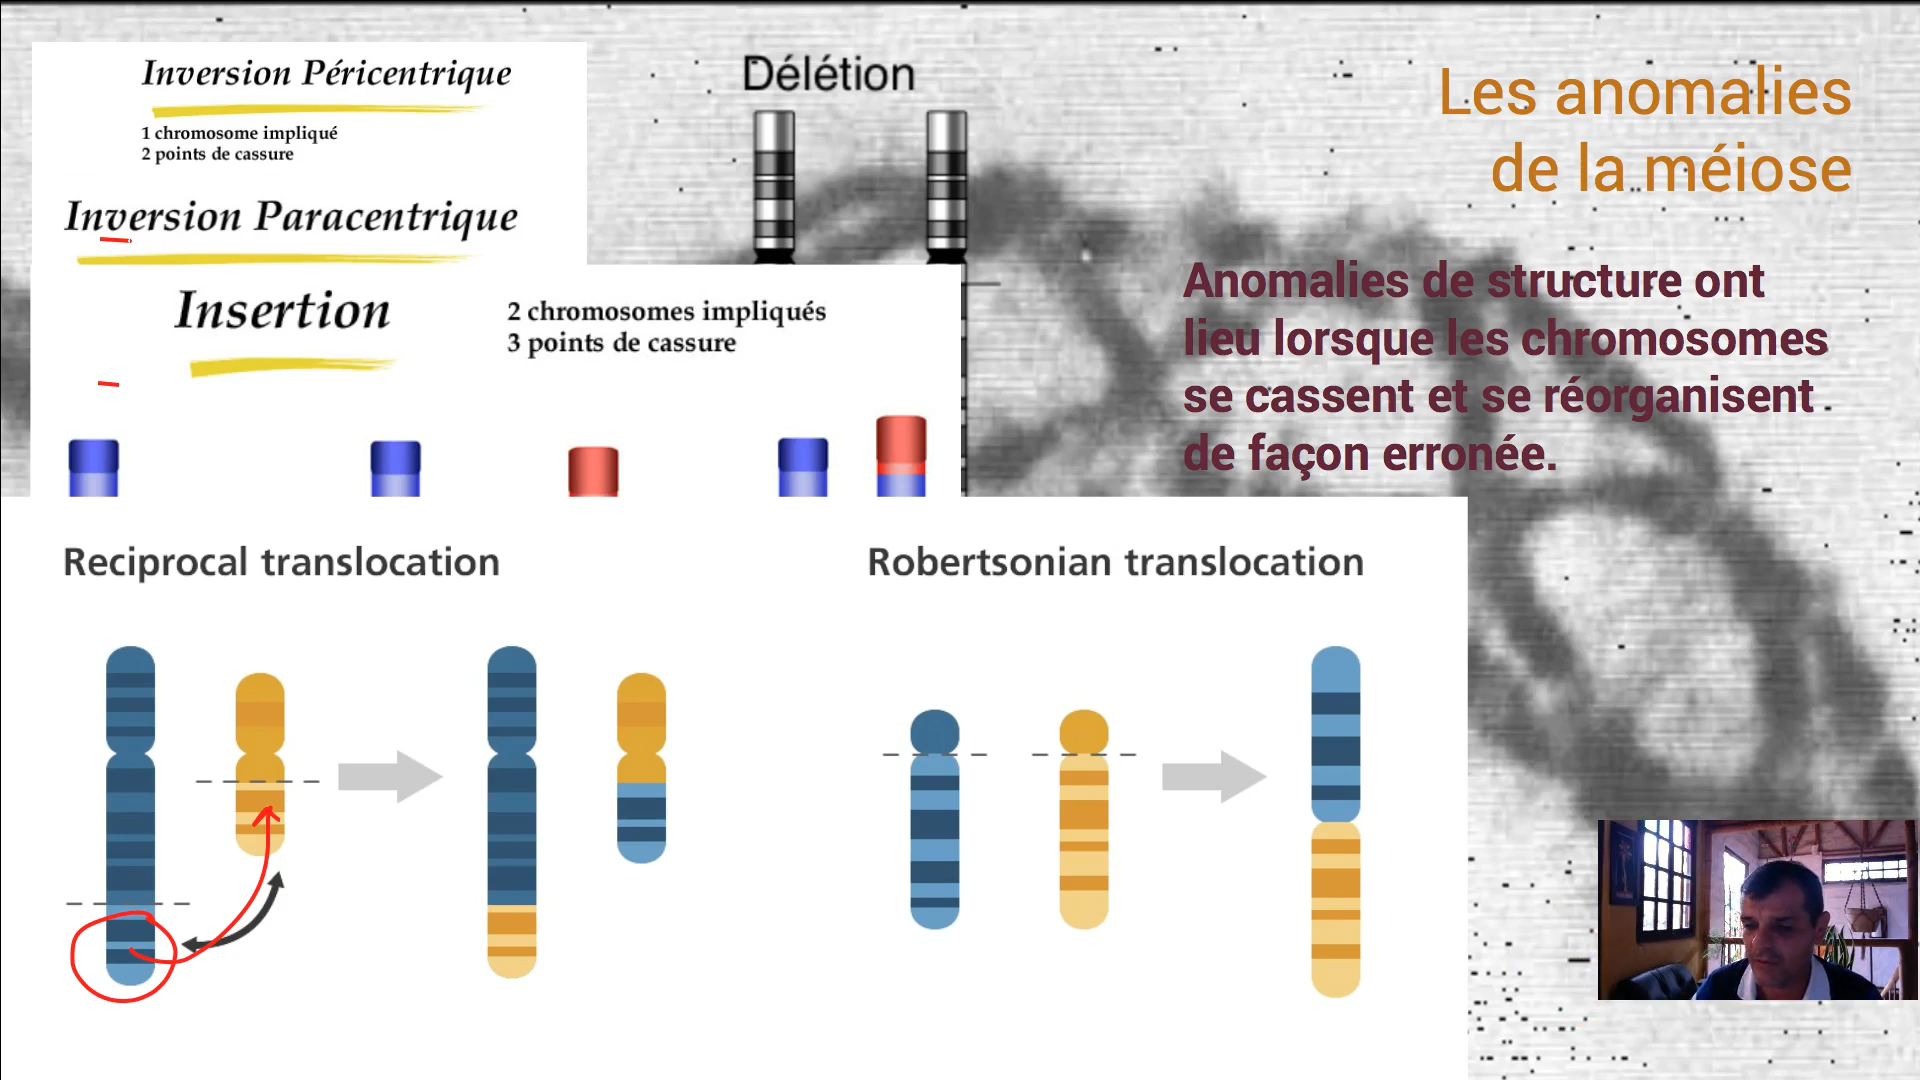 Inversion Péricentrique
1 chromosome impliqué
2 points de cassure
Inversion Paracentrique
Insertion
2 chromosomes impliqués
3 points de cassure
Délétion
Les anomalies
de la méiose
Anomalies de structure ont
lieu lorsque les chromosomes
se cassent et se réorganisent
de façon erronée.
Reciprocal translocation
Robertsonian translocation